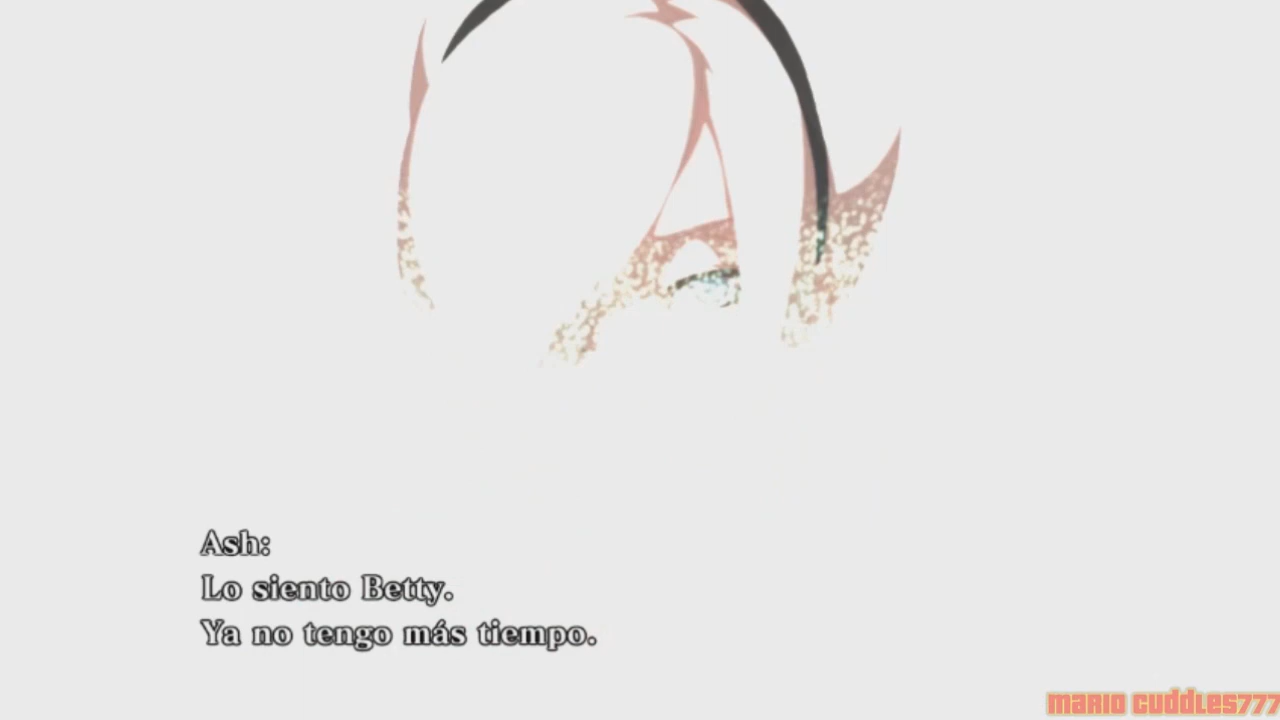 Ash:
Lo siento Betty.
Ya no tengo más tiempo.
MARIO CUDDLES777